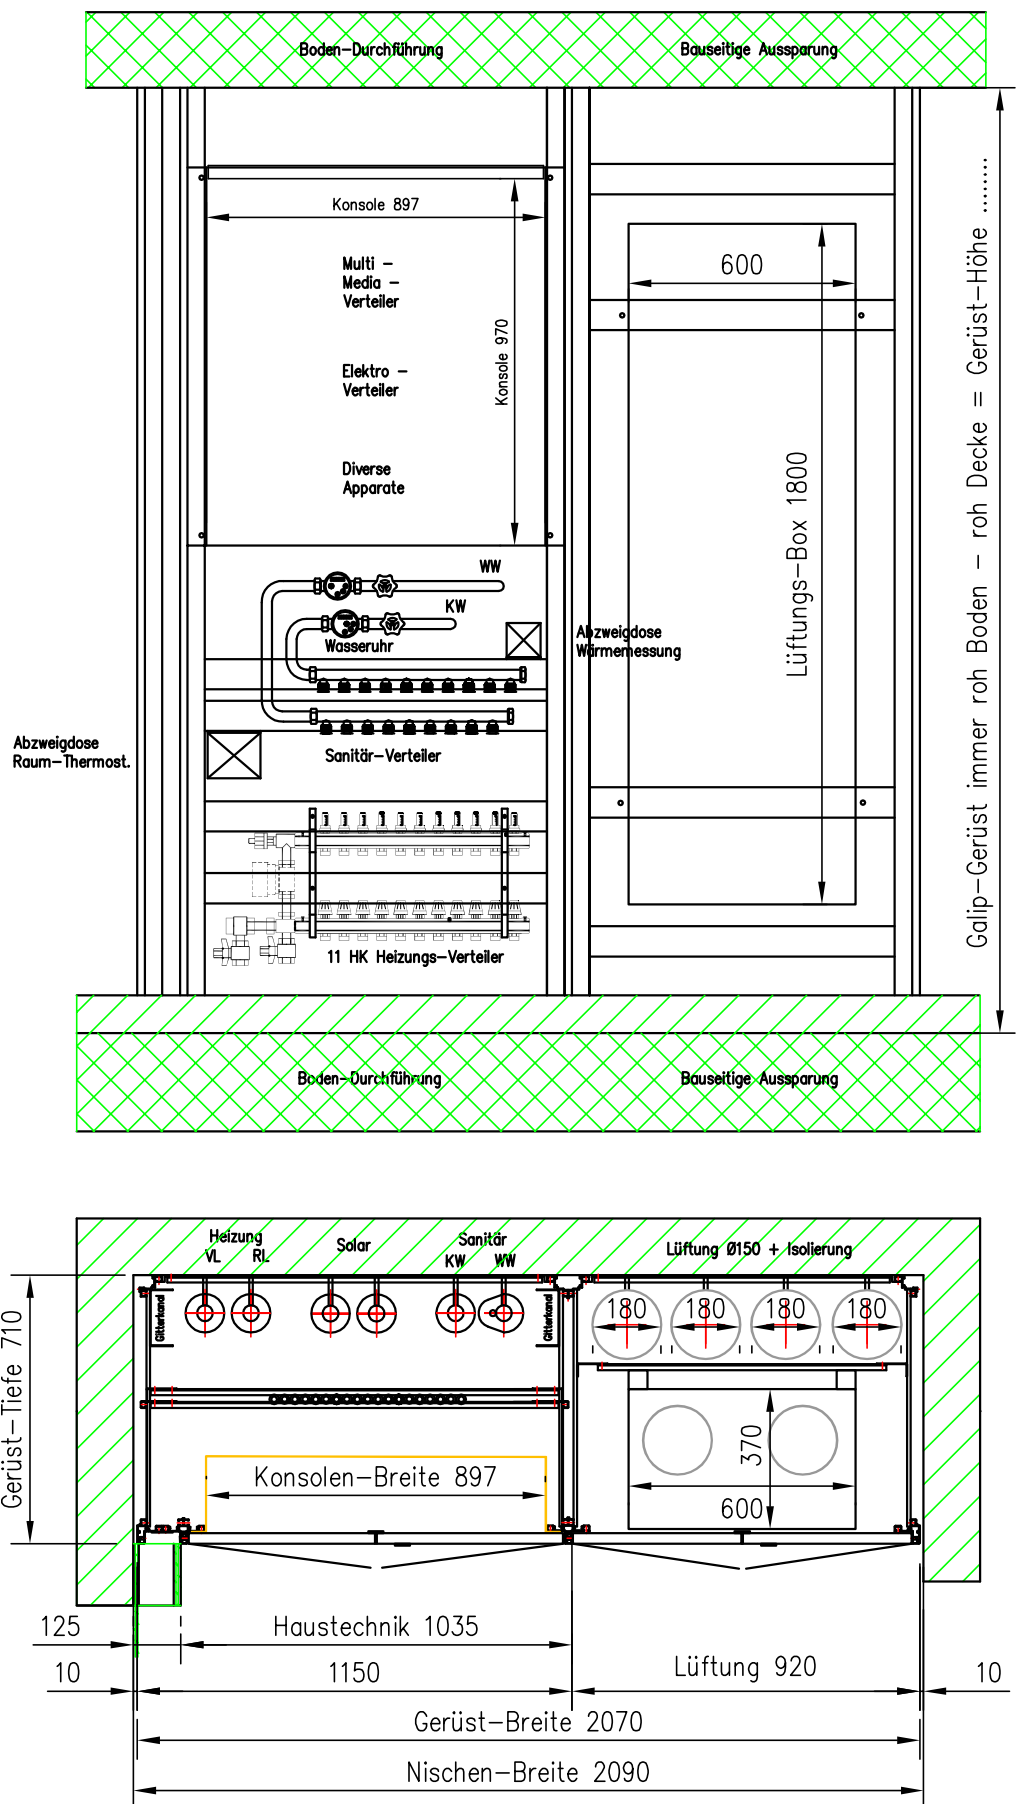 Boden-Durchführung
Bauseitige Aussparung
Konsole 897
Multi -
Media -
Verteiler
Konsole 970
Elektro -
Verteiler
Diverse
Apparate
600
Lüftungs-Box 1800
Galip-Gerüst immer roh Boden - roh Decke = Gerüst-Höhe ........
WW
KW
Wasseruhr
Abzweigdose
Wärmemessung
Abzweigdose
Raum-Thermost.
Sanitär-Verteiler
11 HK Heizungs-Verteiler
Boden-Durchführung
Bauseitige Aussparung
Heizung
VL RL
Solar
Sanitär
KW WW
Lüftung Ø150 + Isolierung
Gitterkanal
Gitterkanal
180 180 180 180
Gerüst-Tiefe 710
Konsolen-Breite 897
370
600
125
Haustechnik 1035
10
1150
Lüftung 920
10
Gerüst-Breite 2070
Nischen-Breite 2090